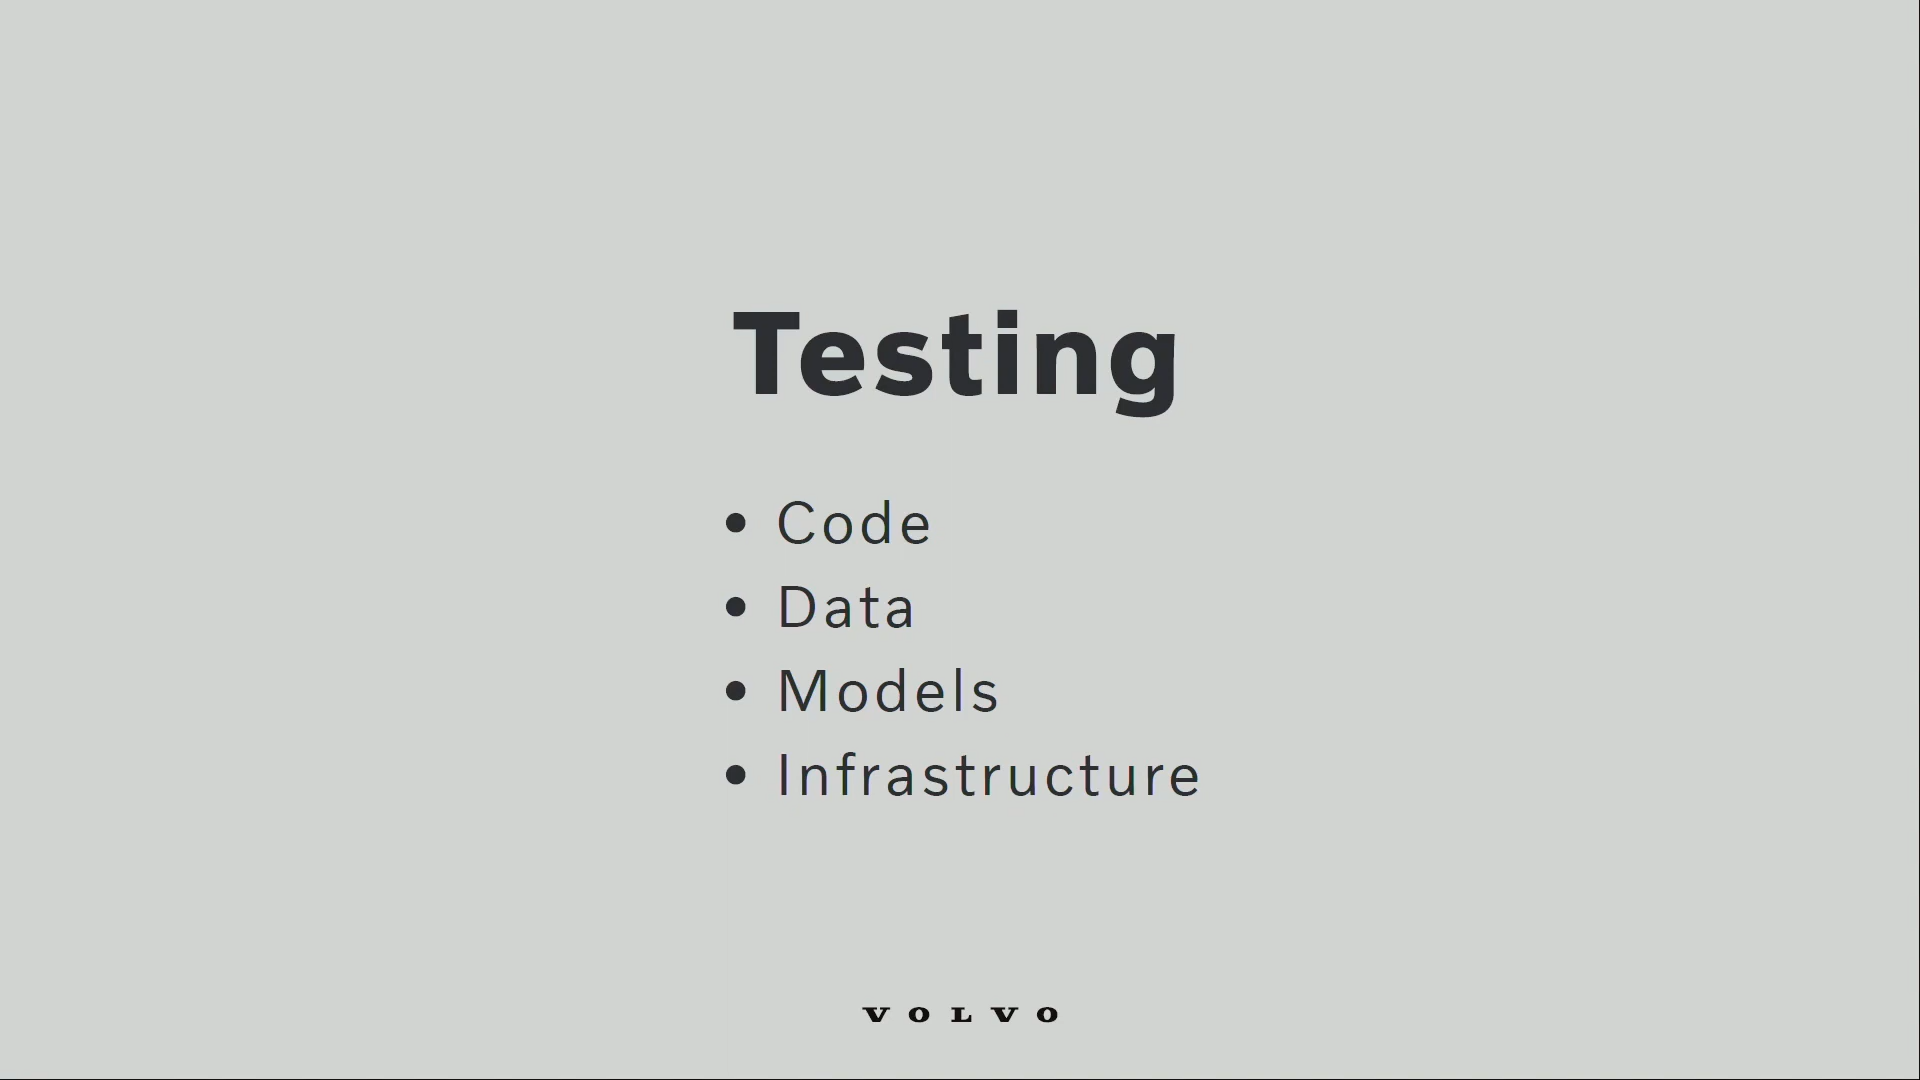 Testing
• Code
• Data
• Models
• Infrastructure
VOLVO